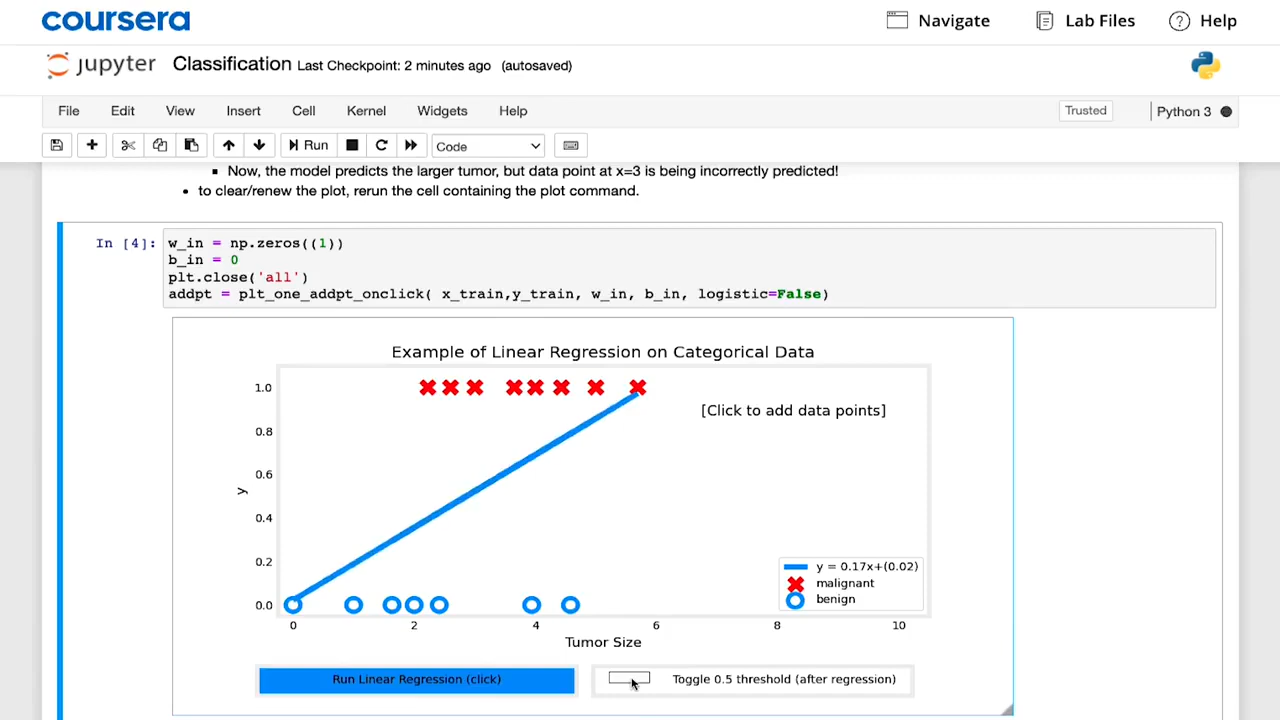 coursera
Navigate
Lab Files
Help
jupyter
Classification Last Checkpoint: 2 minutes ago (autosaved)
File Edit View Insert Cell Kernel Widgets Help
Trusted
Python 3
Run
Code
Now, the model predicts the larger tumor, but data point at x=3 is being incorrectly predicted!
to clear/renew the plot, rerun the cell containing the plot command.
In [4]:
w_in = np.zeros((1))
b_in = 0
plt.close('all')
addpt = plt_one_addpt_onclick( x_train,y_train, w_in, b_in, logistic=False)
Example of Linear Regression on Categorical Data
[Click to add data points]
1.0
0.8
0.6
0.4
0.2
0.0
y
y = 0.17x+(0.02)
malignant
benign
0 2 4 6 8 10
Tumor Size
Run Linear Regression (click)
Toggle 0.5 threshold (after regression)